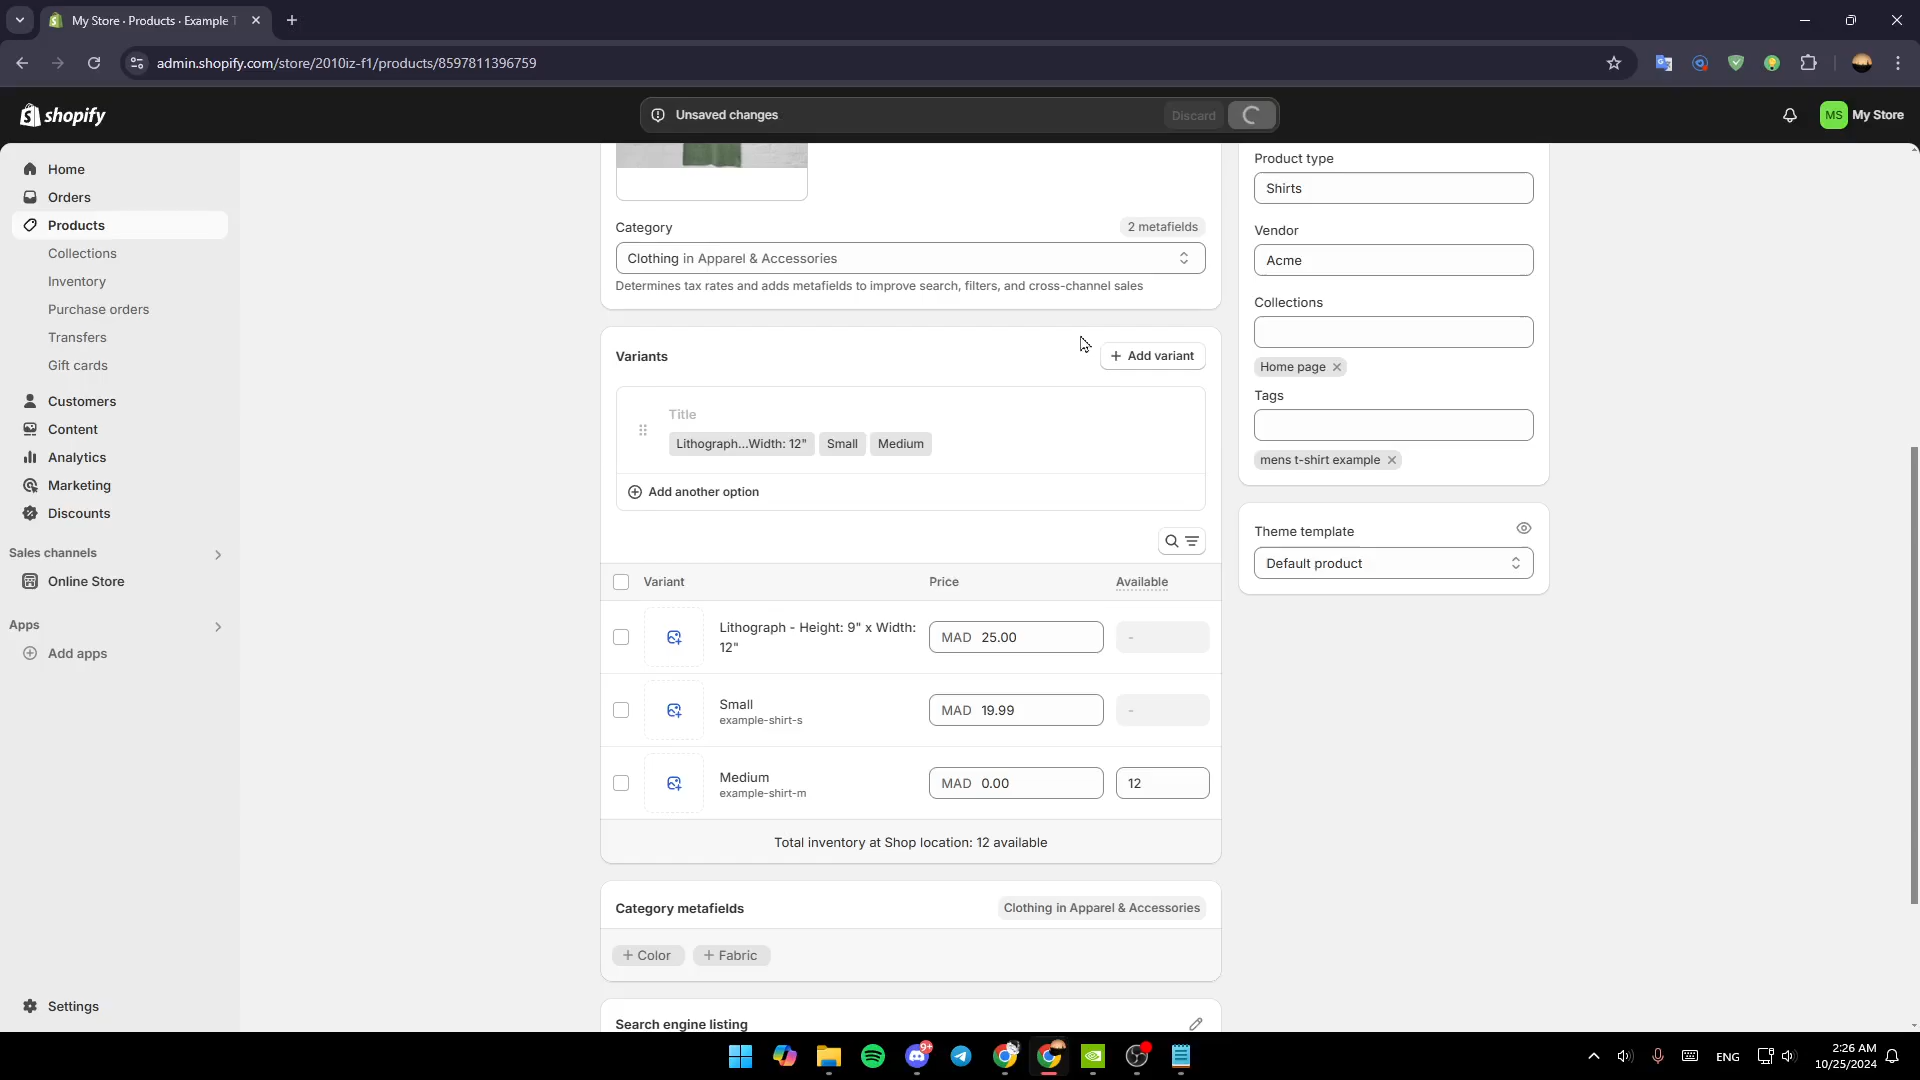 My Store · Products · Example T
admin.shopify.com/store/2010iz-f1/products/8597811396759
shopify
Unsaved changes
Discard
MS
My Store
Home
Orders
Products
Collections
Inventory
Purchase orders
Transfers
Gift cards
Customers
Content
Analytics
Marketing
Discounts
Sales channels
Online Store
Apps
Add apps
Settings
Category
2 metafields
Clothing in Apparel & Accessories
Determines tax rates and adds metafields to improve search, filters, and cross-channel sales
Variants
+ Add variant
Title
Lithograph...Width: 12"
Small
Medium
Add another option
Variant
Price
Available
Lithograph - Height: 9" x Width:
12"
MAD 25.00
-
Small
example-shirt-s
MAD 19.99
-
Medium
example-shirt-m
MAD 0.00
12
Total inventory at Shop location: 12 available
Category metafields
Clothing in Apparel & Accessories
+ Color
+ Fabric
Search engine listing
Product type
Shirts
Vendor
Acme
Collections
Home page
Tags
mens t-shirt example
Theme template
Default product
9+
ENG
2:26 AM
10/25/2024